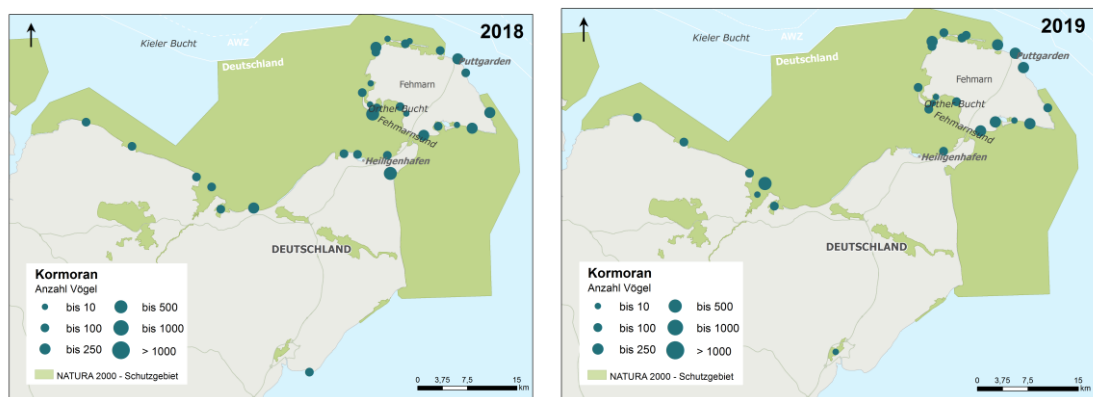 2018
Kieler Bucht
AWZ
Deutschland
Puttgarden
Fehmarn
Orther Bucht
Fehmarnsund
Heiligenhafen
DEUTSCHLAND
Kormoran
Anzahl Vögel
bis 10
bis 500
bis 100
bis 1000
bis 250
> 1000
NATURA 2000 - Schutzgebiet
0 3,75 7,5 15
km
2019
Kieler Bucht
AWZ
Deutschland
Puttgarden
Fehmarn
Orther Bucht
Fehmarnsund
Heiligenhafen
DEUTSCHLAND
Kormoran
Anzahl Vögel
bis 10
bis 500
bis 100
bis 1000
bis 250
> 1000
NATURA 2000 - Schutzgebiet
0 3,75 7,5 15
km